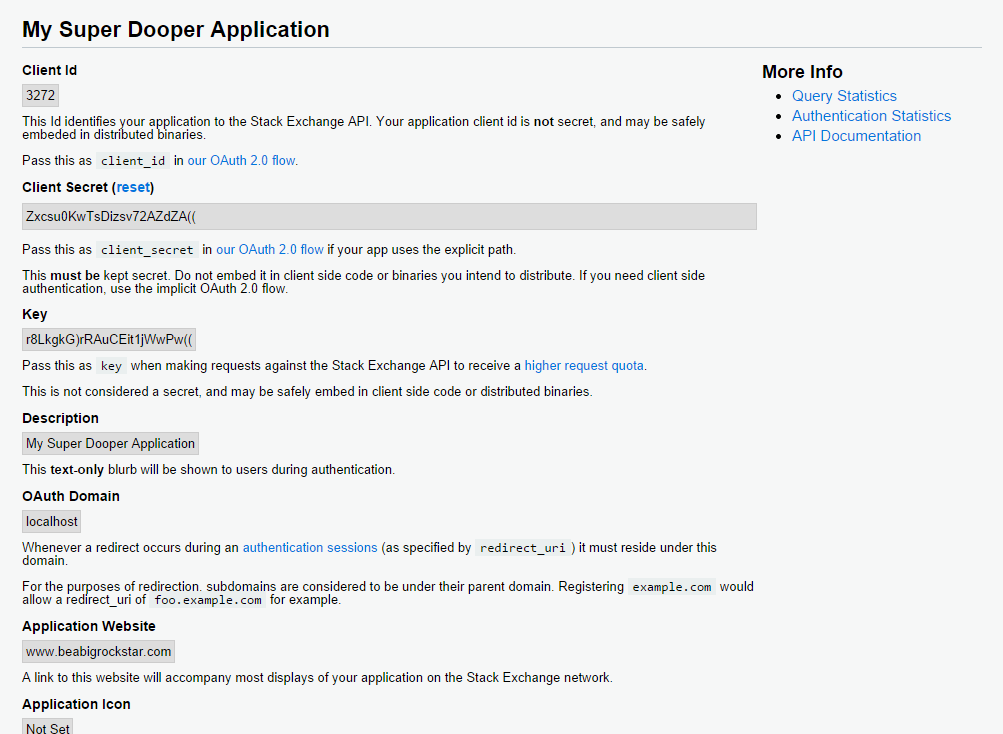 My Super Dooper Application
Client Id
3272
This Id identifies your application to the Stack Exchange API. Your application client id is not secret, and may be safely
embeded in distributed binaries.
Pass this as client_id in our OAuth 2.0 flow.
Client Secret (reset)
Zxcsu0KwTsDizsv72AZdZA((
Pass this as client_secret in our OAuth 2.0 flow if your app uses the explicit path.
This must be kept secret. Do not embed it in client side code or binaries you intend to distribute. If you need client side
authentication, use the implicit OAuth 2.0 flow.
Key
r8LkgkG)rRAuCEit1jWwPw((
Pass this as key when making requests against the Stack Exchange API to receive a higher request quota.
This is not considered a secret, and may be safely embed in client side code or distributed binaries.
Description
My Super Dooper Application
This text-only blurb will be shown to users during authentication.
OAuth Domain
localhost
Whenever a redirect occurs during an authentication sessions (as specified by redirect_uri ) it must reside under this
domain.
For the purposes of redirection. subdomains are considered to be under their parent domain. Registering example.com would
allow a redirect_uri of foo.example.com for example.
Application Website
www.beabigrockstar.com
A link to this website will accompany most displays of your application on the Stack Exchange network.
Application Icon
Not Set
More Info
Query Statistics
Authentication Statistics
API Documentation